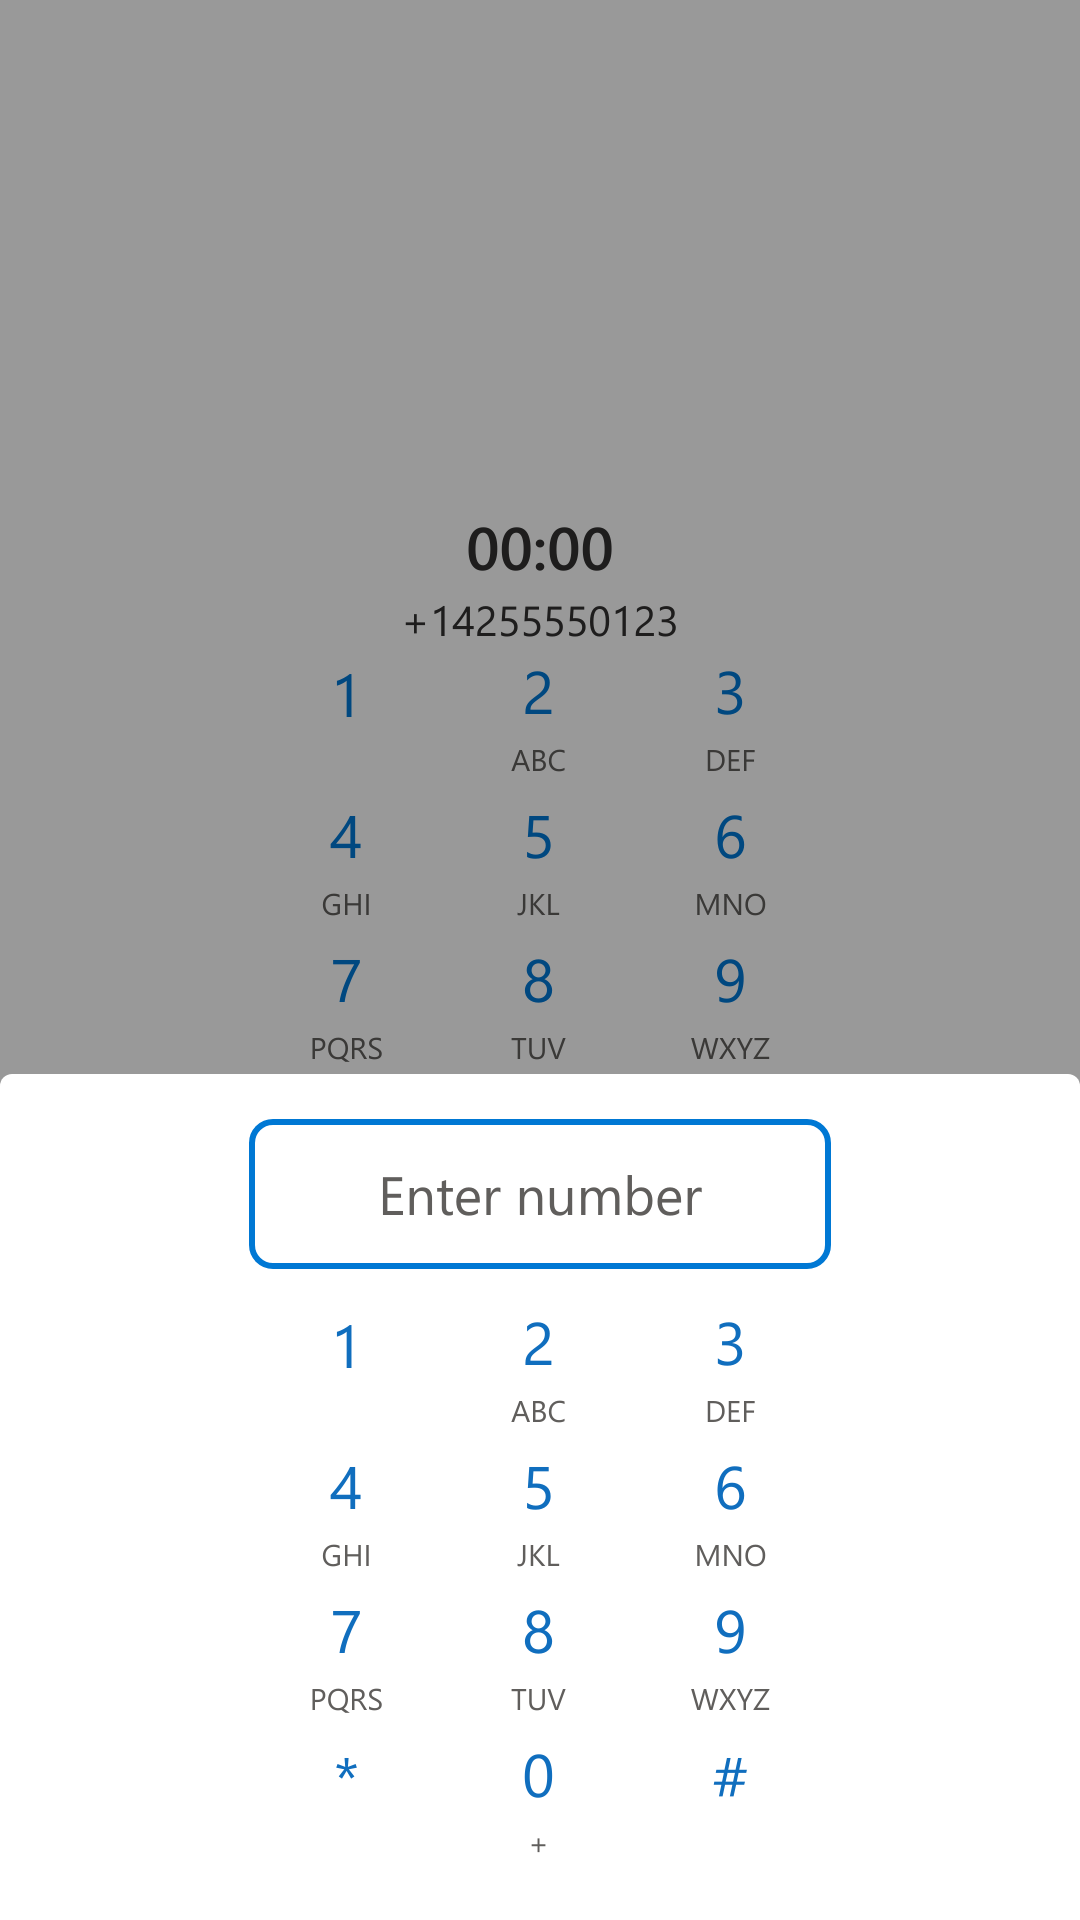 00:00
+14255550123
1 2 3
ABC DEF
4 5 6
GHI JKL MNO
7 8 9
PQRS TUV WXYZ
Enter number
1 2 3
ABC DEF
4 5 6
GHI JKL MNO
7 8 9
PQRS TUV WXYZ
* 0 #
+